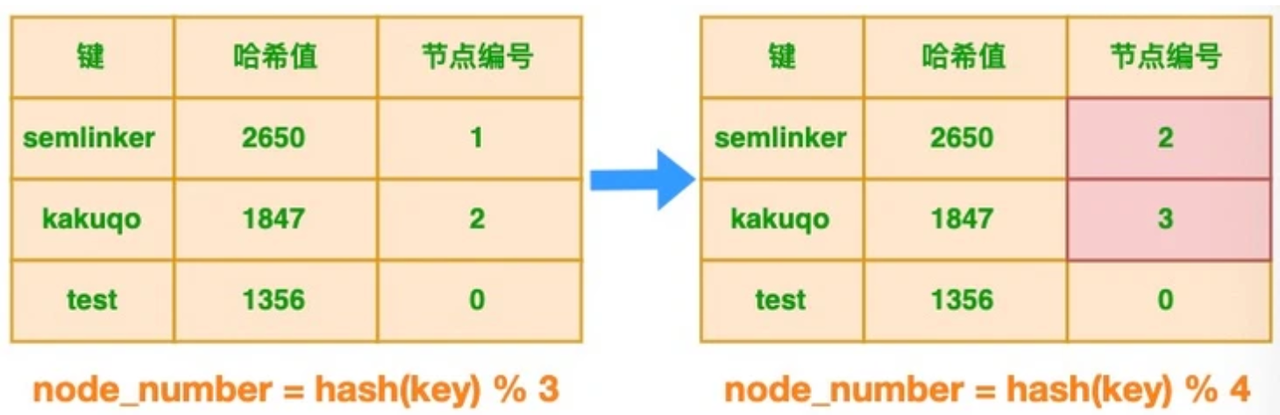 键 哈希值 节点编号
semlinker 2650 1
kakuqo 1847 2
test 1356 0
node_number = hash(key) % 3
键 哈希值 节点编号
semlinker 2650 2
kakuqo 1847 3
test 1356 0
node_number = hash(key) % 4